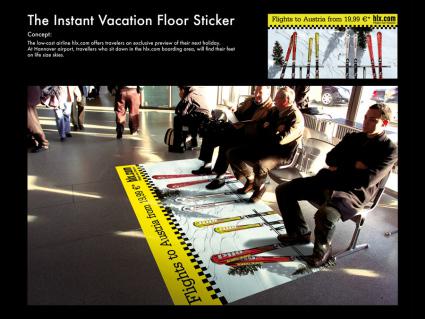 The Instant Vacation Floor Sticker
Concept:
The low-cost airline hlx.com offers travelers an exclusive preview of their next holiday.
At Hannover airport, travellers who sit down in the hlx.com boarding area, will find their feet
on life size skies.
Flights to Austria from 19,99 €* hlx.com
Flights to Austria from 19,99 €* hlx.com